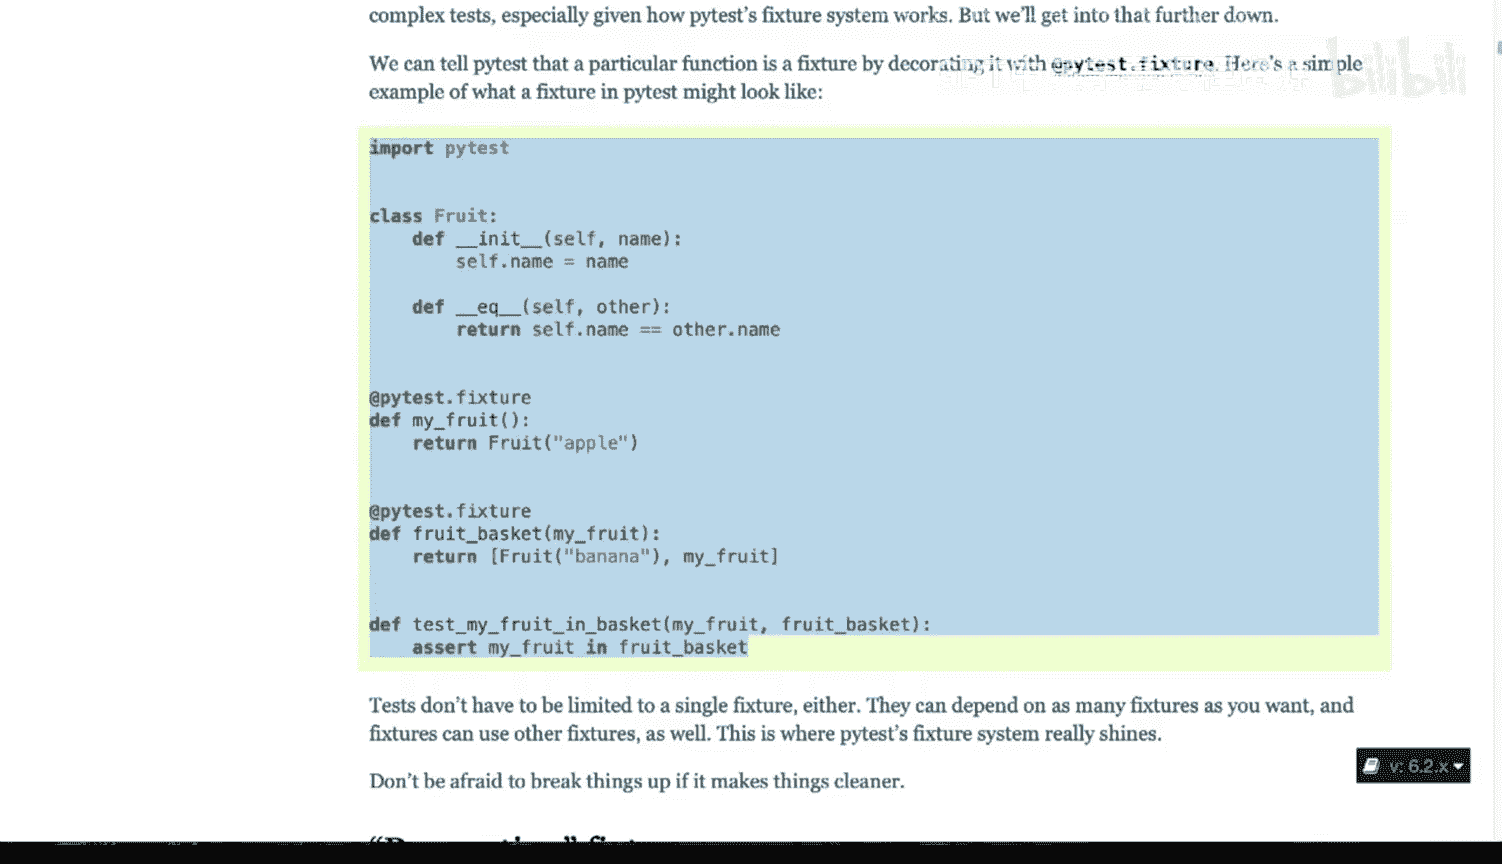 complex tests, especially given how pytest’s fixture system works. But we’ll get into that further down.
We can tell pytest that a particular function is a fixture by decorating it with @pytest.fixture. Here’s a simple
example of what a fixture in pytest might look like:
bilibili
import pytest
class Fruit:
    def __init__(self, name):
        self.name = name
    def __eq__(self, other):
        return self.name == other.name
@pytest.fixture
def my_fruit():
    return Fruit("apple")
@pytest.fixture
def fruit_basket(my_fruit):
    return [Fruit("banana"), my_fruit]
def test_my_fruit_in_basket(my_fruit, fruit_basket):
    assert my_fruit in fruit_basket
Tests don’t have to be limited to a single fixture, either. They can depend on as many fixtures as you want, and
fixtures can use other fixtures, as well. This is where pytest’s fixture system really shines.
v: 6.2.x
Don’t be afraid to break things up if it makes things cleaner.